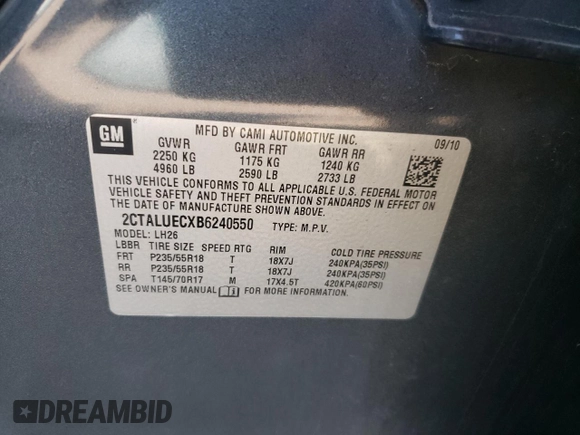 GM
MFD BY CAMI AUTOMOTIVE INC.
09/10
GVWR GAWR FRT GAWR RR
2250 KG 1175 KG 1240 KG
4960 LB 2590 LB 2733 LB
THIS VEHICLE CONFORMS TO ALL APPLICABLE U.S. FEDERAL MOTOR
VEHICLE SAFETY AND THEFT PREVENTION STANDARDS IN EFFECT ON
THE DATE OF MANUFACTURE SHOWN ABOVE.
2CTALUECXB6240550 TYPE: M.P.V.
MODEL: LH26
LBBR TIRE SIZE SPEED RTG RIM COLD TIRE PRESSURE
FRT P235/55R18 T 18X7J 240KPA(35PSI)
RR P235/55R18 T 18X7J 240KPA(35PSI)
SPA T145/70R17 M 17X4.5T 420KPA(60PSI)
SEE OWNER'S MANUAL FOR MORE INFORMATION.
DREAMBID